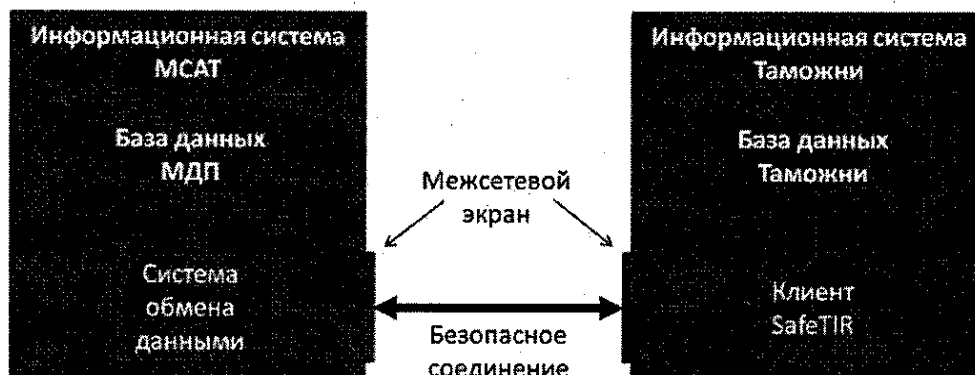 Информационная система
МСАТ
База данных
МДП
Система
обмена
данными
Межсетевой
экран
Безопасное
соединение
Информационная система
Таможни
База данных
Таможни
Клиент
SafeTIR